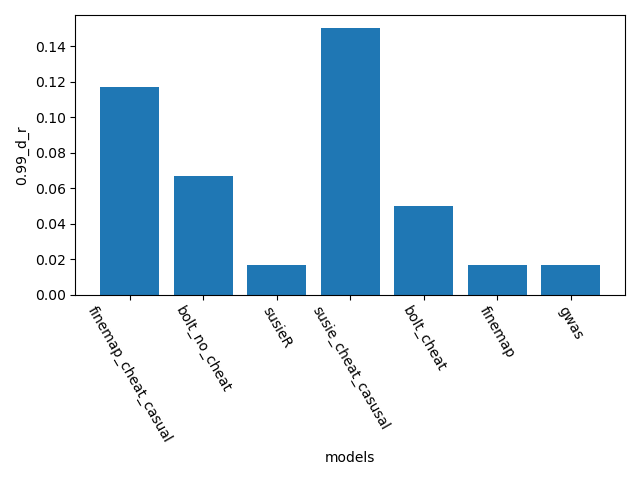 0.14
0.12
0.10
0.08
0.06
0.04
0.02
0.00
0.99_d_r
finemap_cheat_casual
bolt_no_cheat
susieR
susie_cheat_casusal
bolt_cheat
finemap
gwas
models